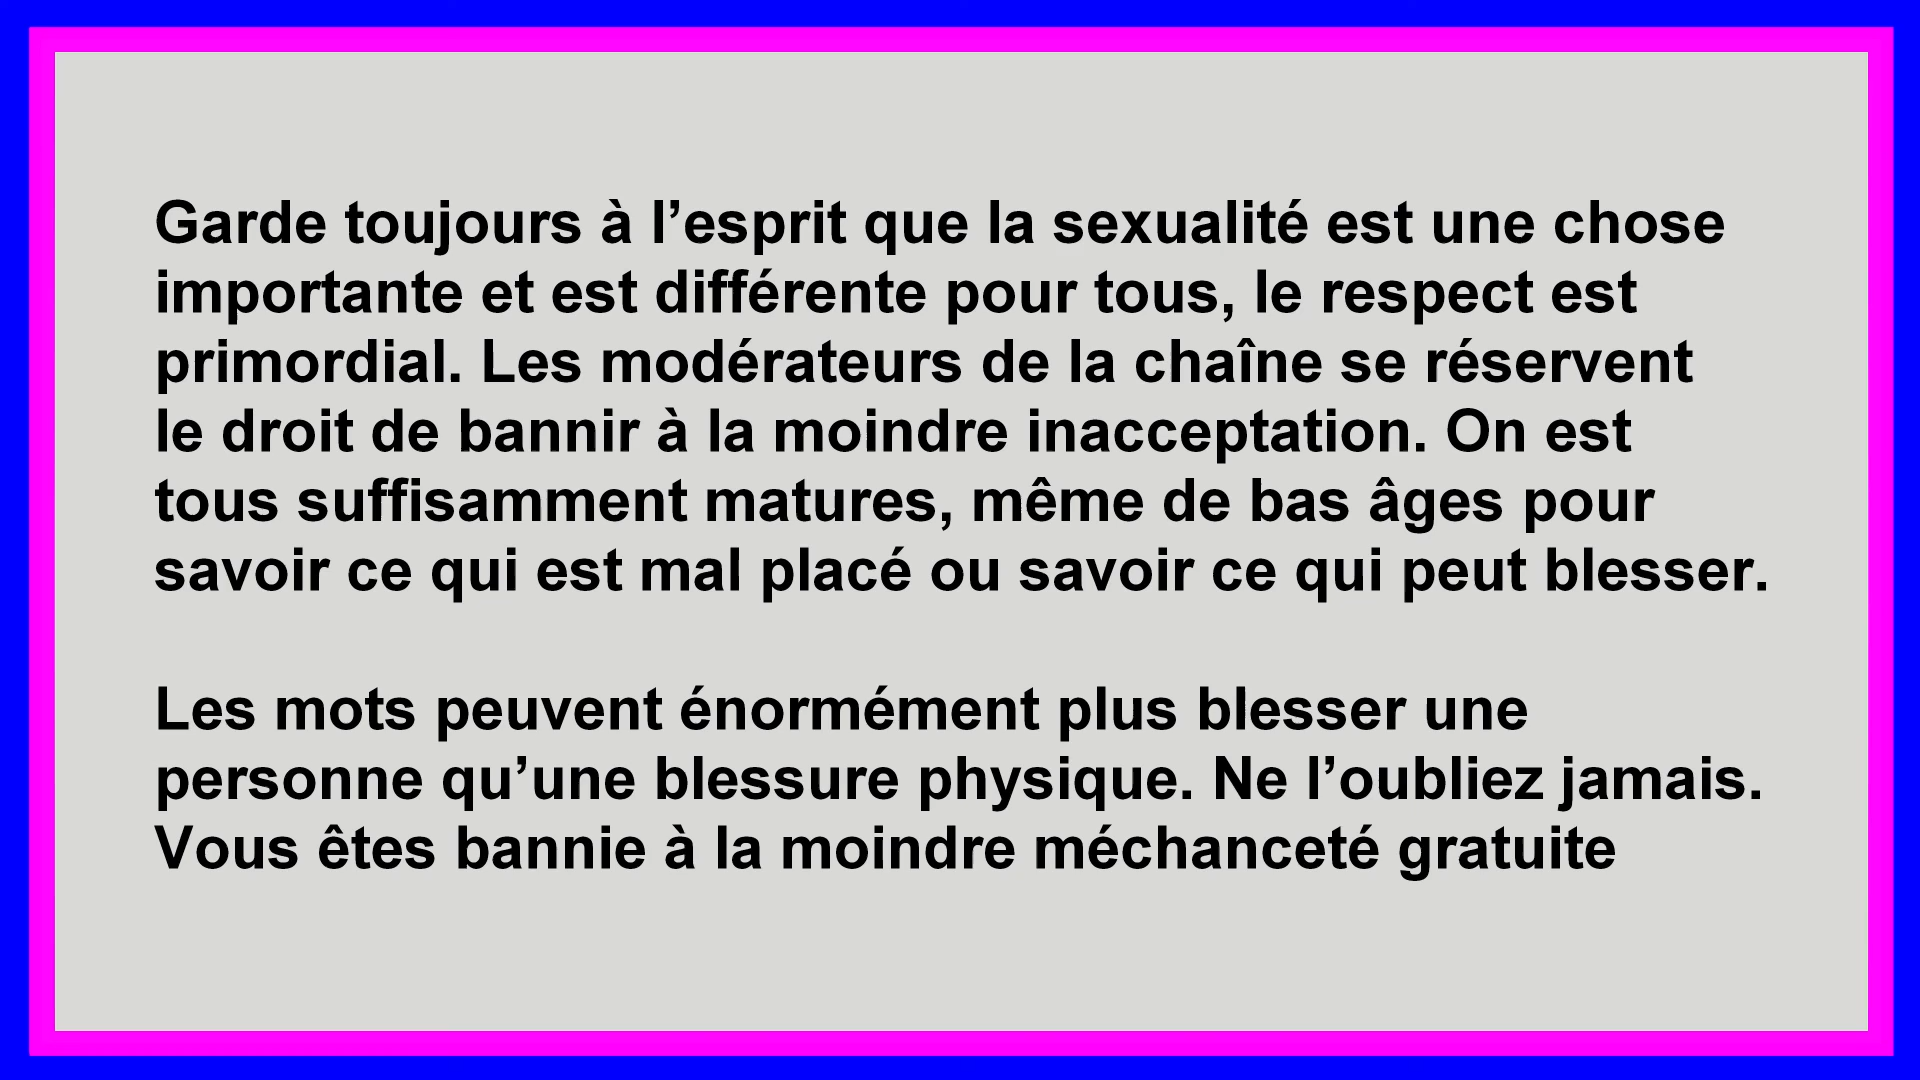 Garde toujours à l’esprit que la sexualité est une chose
importante et est différente pour tous, le respect est
primordial. Les modérateurs de la chaîne se réservent
le droit de bannir à la moindre inacceptation. On est
tous suffisamment matures, même de bas âges pour
savoir ce qui est mal placé ou savoir ce qui peut blesser.
Les mots peuvent énormément plus blesser une
personne qu’une blessure physique. Ne l’oubliez jamais.
Vous êtes bannie à la moindre méchanceté gratuite